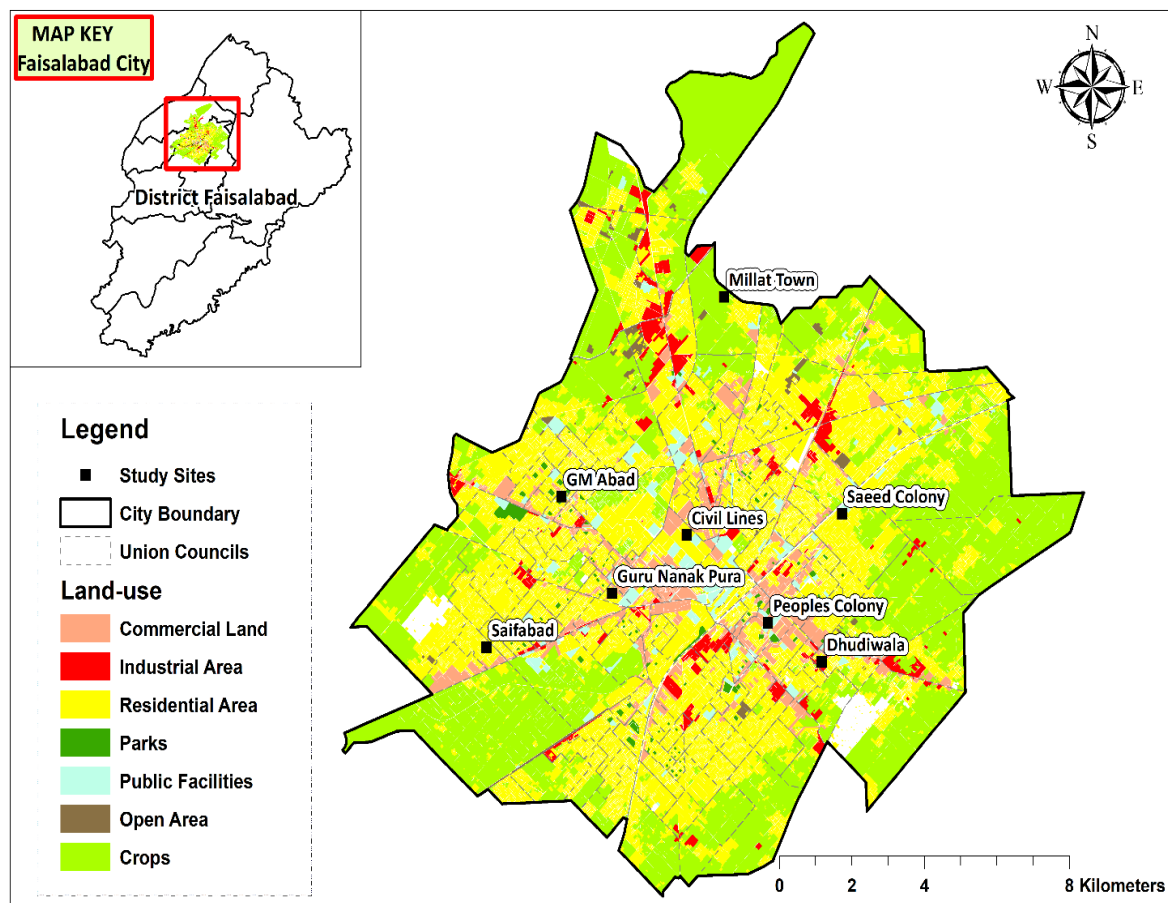 MAP KEY
Faisalabad City
District Faisalabad
N
W E
S
Millat Town
GM Abad
Saeed Colony
Civil Lines
Guru Nanak Pura
Peoples Colony
Saifabad
Dhudiwala
Legend
Study Sites
City Boundary
Union Councils
Land-use
Commercial Land
Industrial Area
Residential Area
Parks
Public Facilities
Open Area
Crops
0 2 4 8 Kilometers